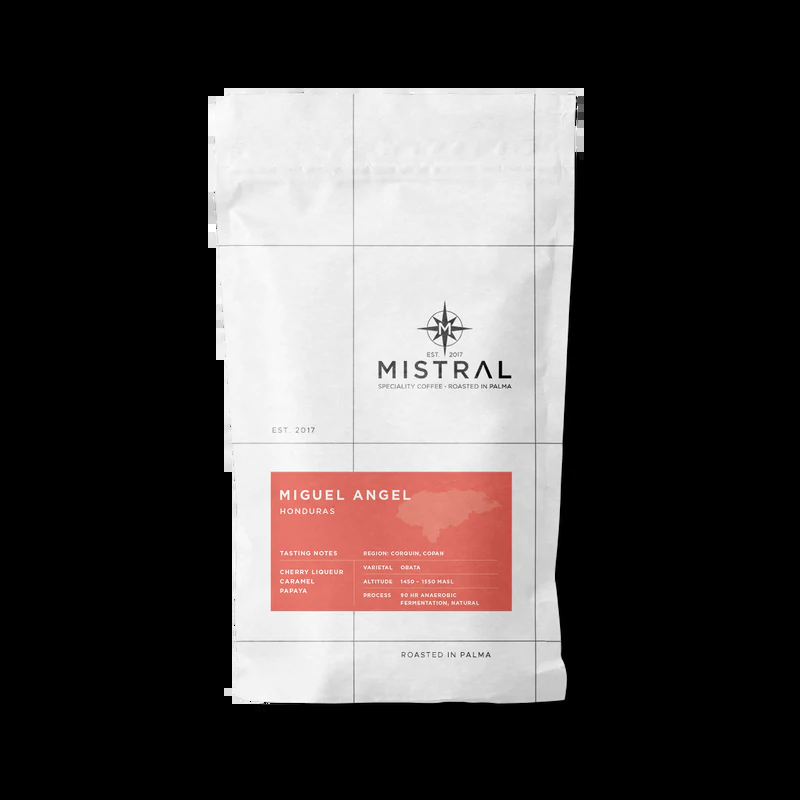 M
EST. 2017
MISTRAL
SPECIALITY COFFEE - ROASTED IN PALMA
EST. 2017
MIGUEL ANGEL
HONDURAS
TASTING NOTES
CHERRY LIQUEUR
CARAMEL
PAPAYA
REGION: CORQUIN, COPAN
VARIETAL OBATA
ALTITUDE 1450 - 1550 MASL
PROCESS 90 HR ANAEROBIC
FERMENTATION, NATURAL
ROASTED IN PALMA